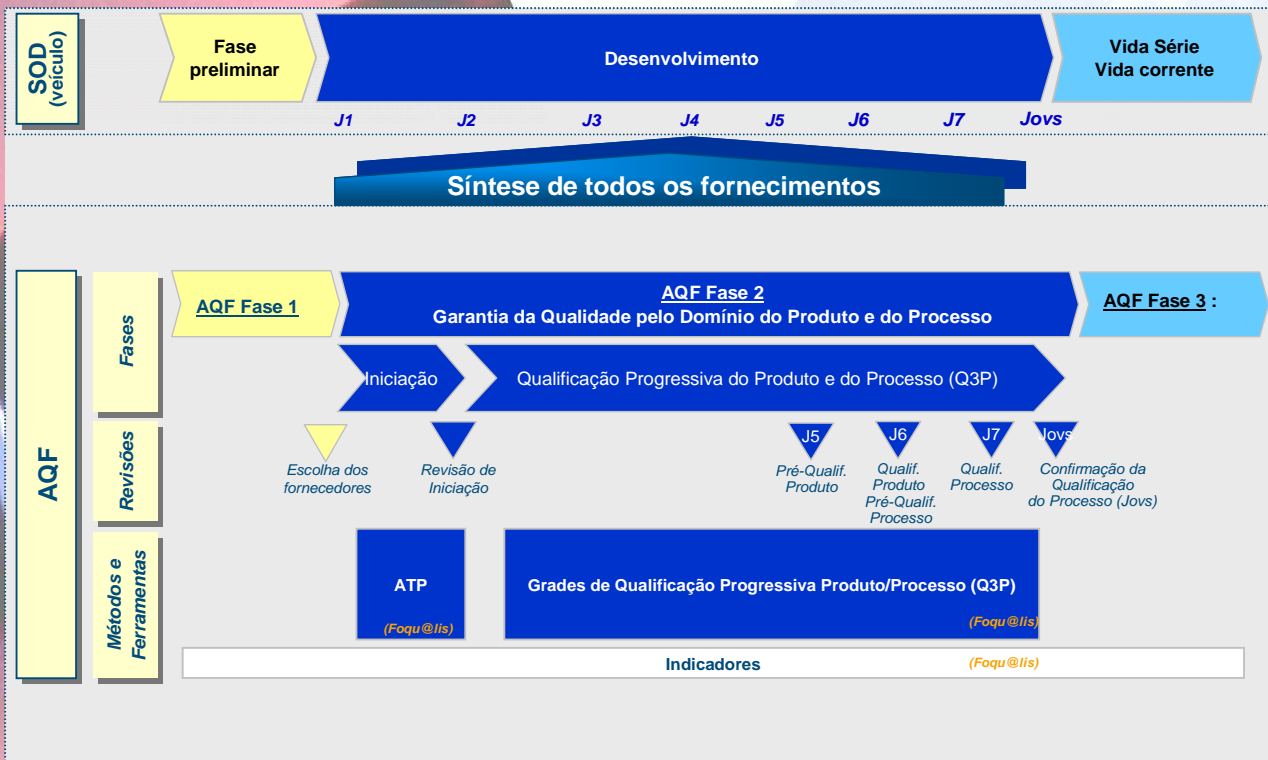 SOD
(veículo)
Fase
preliminar
Desenvolvimento
Vida Série
Vida corrente
J1 J2 J3 J4 J5 J6 J7 Jovs
Síntese de todos os fornecimentos
AQF
Fases
AQF Fase 1
AQF Fase 2
Garantia da Qualidade pelo Domínio do Produto e do Processo
AQF Fase 3 :
Iniciação
Qualificação Progressiva do Produto e do Processo (Q3P)
Revisões
Escolha dos
fornecedores
Revisão de
Iniciação
J5
Pré-Qualif.
Produto
J6
Qualif.
Produto
Pré-Qualif.
Processo
J7
Qualif.
Processo
Jovs
Confirmação da
Qualificação
do Processo (Jovs)
Métodos e
Ferramentas
ATP
(Foqu@lis)
Grades de Qualificação Progressiva Produto/Processo (Q3P)
(Foqu@lis)
Indicadores
(Foqu@lis)